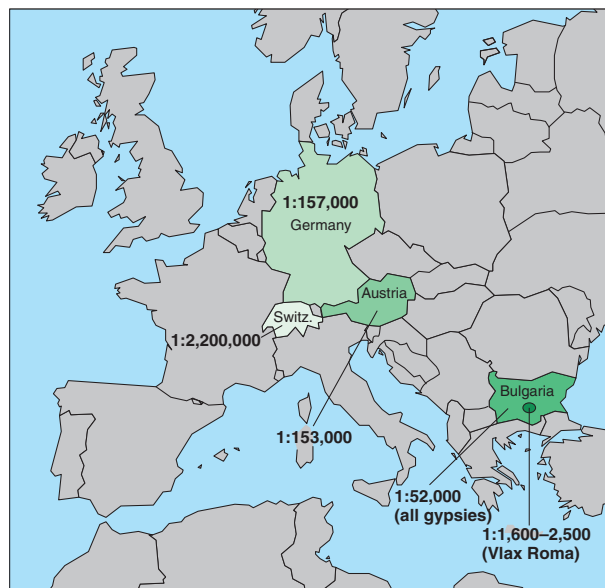 1:157,000
Germany
Austria
Switz.
1:2,200,000
Bulgaria
1:153,000
1:52,000
(all gypsies)
1:1,600–2,500
(Vlax Roma)